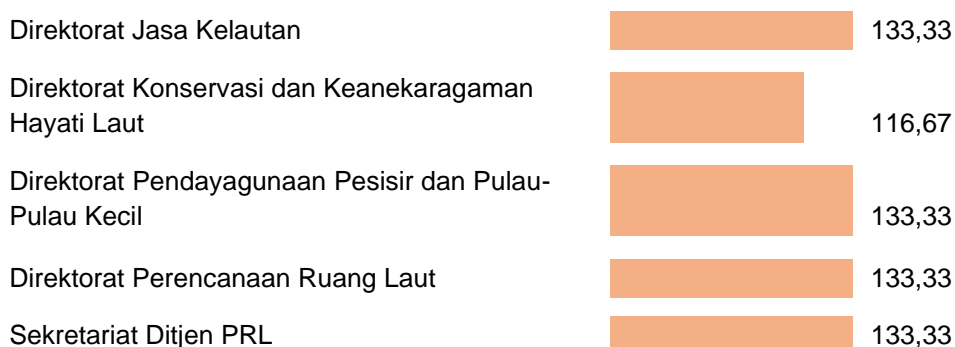 Direktorat Jasa Kelautan 133,33
Direktorat Konservasi dan Keanekaragaman
Hayati Laut 116,67
Direktorat Pendayagunaan Pesisir dan Pulau-
Pulau Kecil 133,33
Direktorat Perencanaan Ruang Laut 133,33
Sekretariat Ditjen PRL 133,33